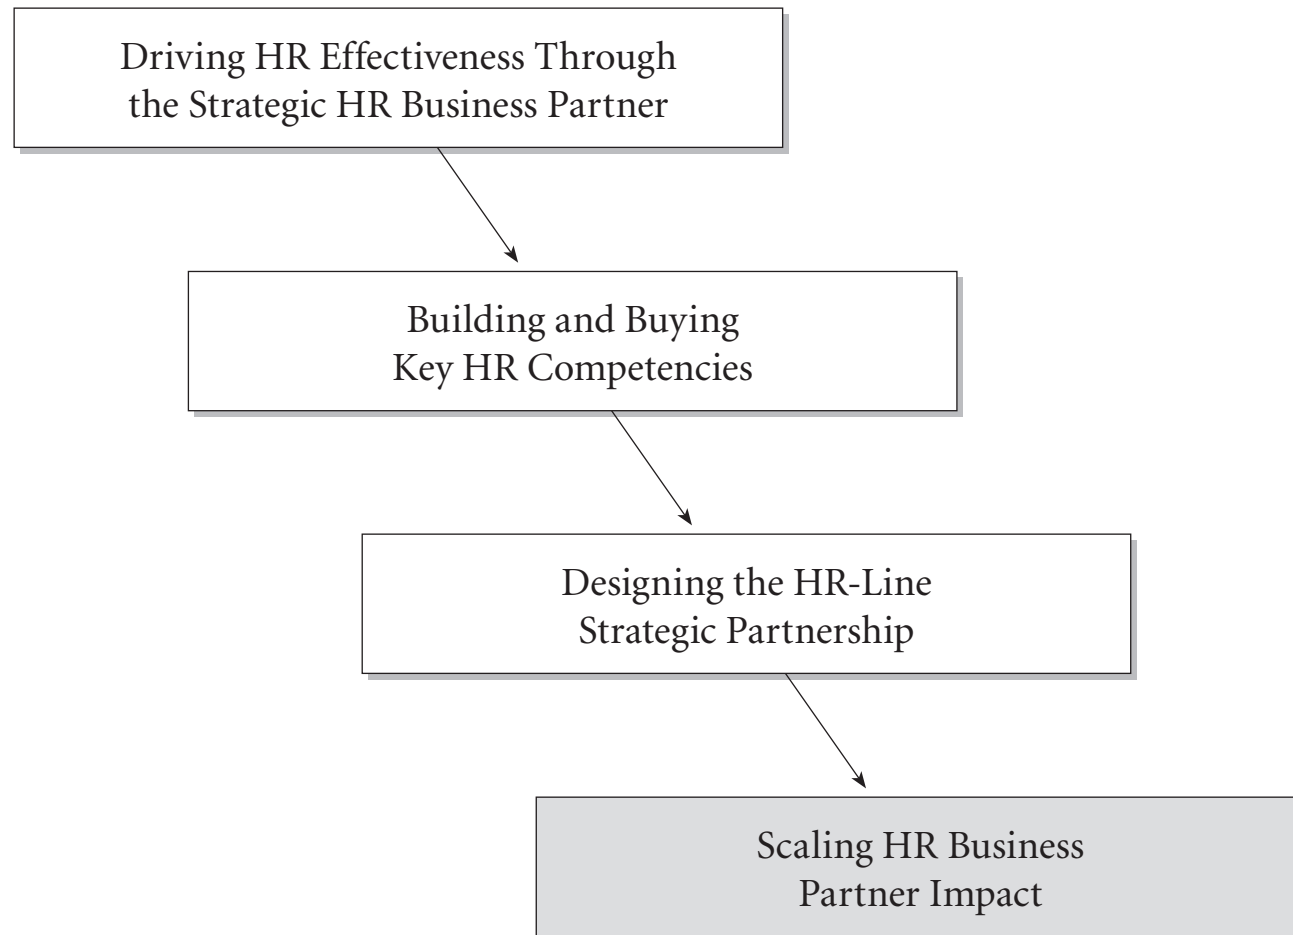 Driving HR Effectiveness Through
the Strategic HR Business Partner
Building and Buying
Key HR Competencies
Designing the HR-Line
Strategic Partnership
Scaling HR Business
Partner Impact